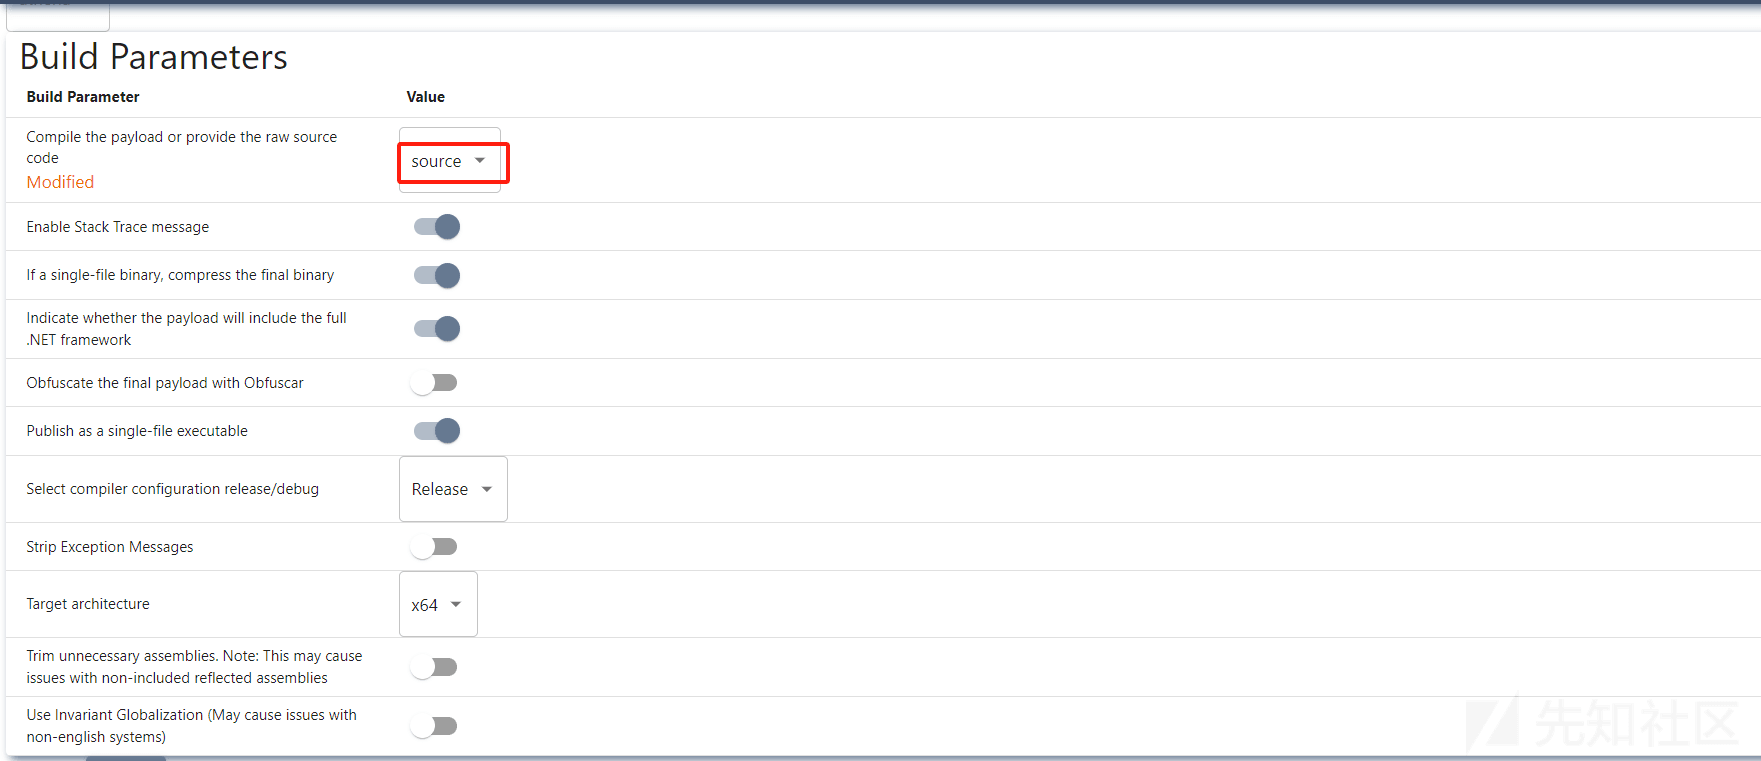 Build Parameters
Build Parameter Value
Compile the payload or provide the raw source
code
Modified
source
Enable Stack Trace message
If a single-file binary, compress the final binary
Indicate whether the payload will include the full
.NET framework
Obfuscate the final payload with Obfuscar
Publish as a single-file executable
Select compiler configuration release/debug
Release
Strip Exception Messages
Target architecture
x64
Trim unnecessary assemblies. Note: This may cause
issues with non-included reflected assemblies
Use Invariant Globalization (May cause issues with
non-english systems)
先知社区